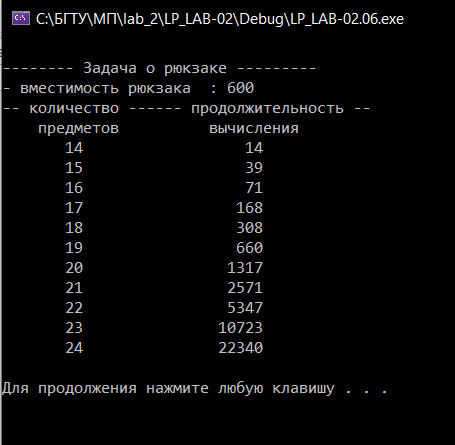 C:\БГТУ\МП\lab_2\LP_LAB-02\Debug\LP_LAB-02.06.exe
-------- Задача о рюкзаке ---------
- вместимость рюкзака  : 600
-- количество ------ продолжительность --
    предметов          вычисления
       14                  14
       15                  39
       16                  71
       17                 168
       18                 308
       19                 660
       20                1317
       21                2571
       22                5347
       23               10723
       24               22340
Для продолжения нажмите любую клавишу . . .